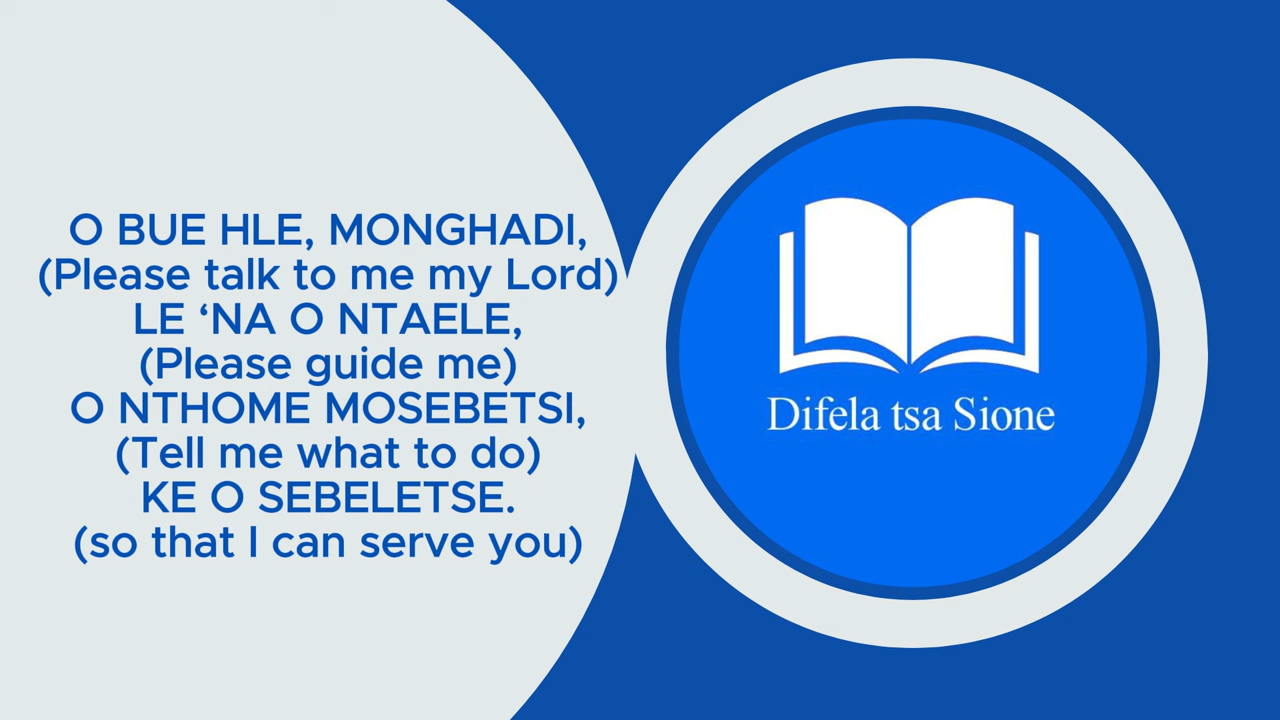 O BUE HLE, MONGHADI,
(Please talk to me my Lord)
LE ‘NA O NTAELE,
(Please guide me)
O NTHOME MOSEBETSI,
(Tell me what to do)
KE O SEBELETSE.
(so that I can serve you)
Difela tsa Sione